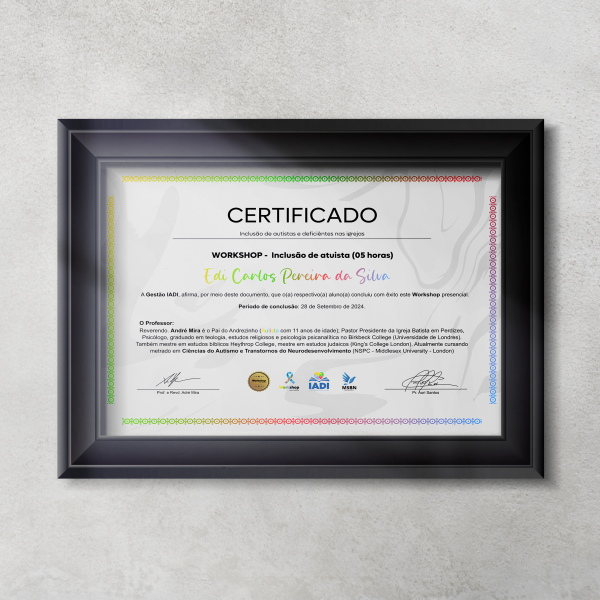 CERTIFICADO
Inclusão de autistas e deficiêntes nas igrejas
WORKSHOP - Inclusão de atuista (05 horas)
Edi Carlos Pereira da Silva
A Gestão IADI, afirma, por meio deste documento, que o(a) respectivo(a) aluno(a) concluiu com êxito este Workshop presencial.
Período de conclusão: 28 de Setembro de 2024.
O Professor:
Reverendo. André Mira é o Pai do Andrezinho (autista com 11 anos de idade); Pastor Presidente da Igreja Batista em Perdizes,
Psicólogo, graduado em teologia, estudos religiosos e psicologia psicanalítica no Birkbeck College (Universidade de Londres).
Também mestre em estudos bíblicos Heythrop College, mestre em estudos judaicos (King's College London), Atualmente cursando
metrado em Ciências do Autismo e Transtornos do Neurodesenvolvimento (NSPC - Middlesex University - London)
Workshop
workshop
IADI
MSBN
Prof. e Revd. André Mira
Pr. Auri Santos